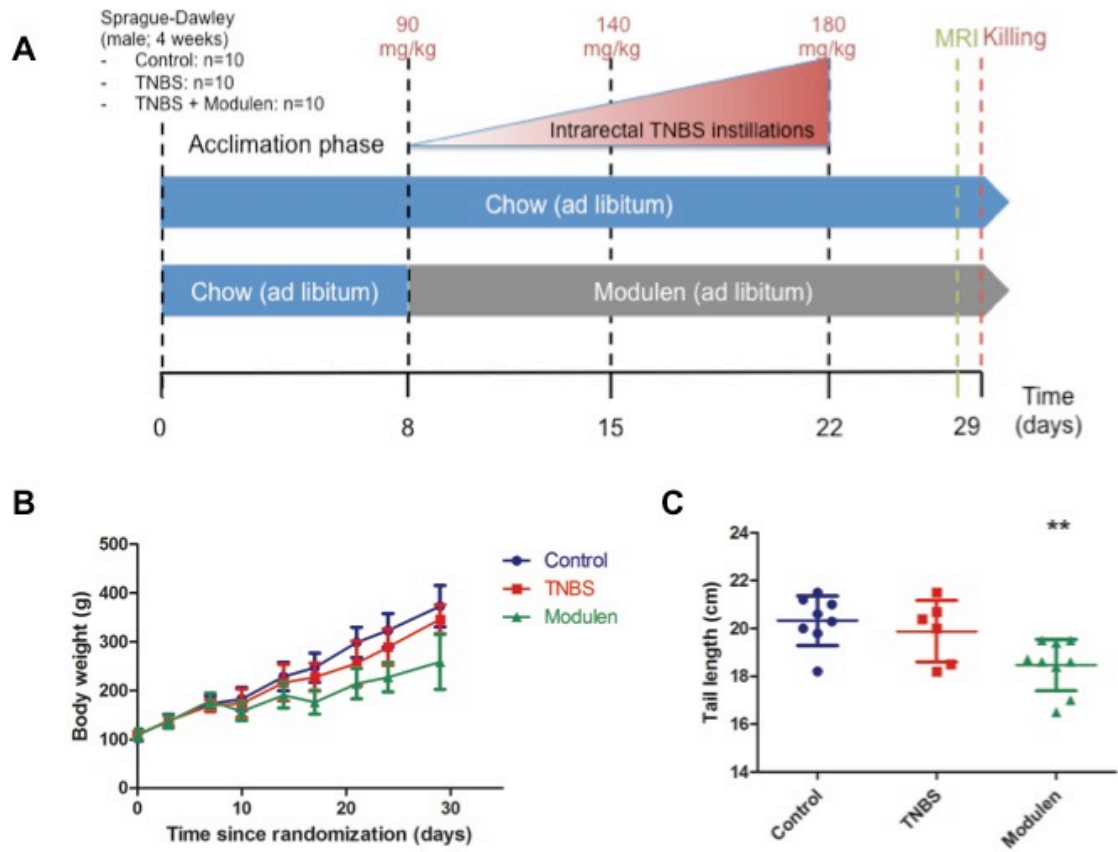 A
Sprague-Dawley
(male; 4 weeks)
- Control: n=10
- TNBS: n=10
- TNBS + Modulen: n=10
90
mg/kg
140
mg/kg
180
mg/kg
MRI
Killing
Acclimation phase
Intrarectal TNBS instillations
Chow (ad libitum)
Chow (ad libitum)
Modulen (ad libitum)
0
8
15
22
29
Time
(days)
B
500
400
300
200
100
0
Body weight (g)
0
10
20
30
Time since randomization (days)
Control
TNBS
Modulen
C
**
24
22
20
18
16
14
Tail length (cm)
Control
TNBS
Modulen